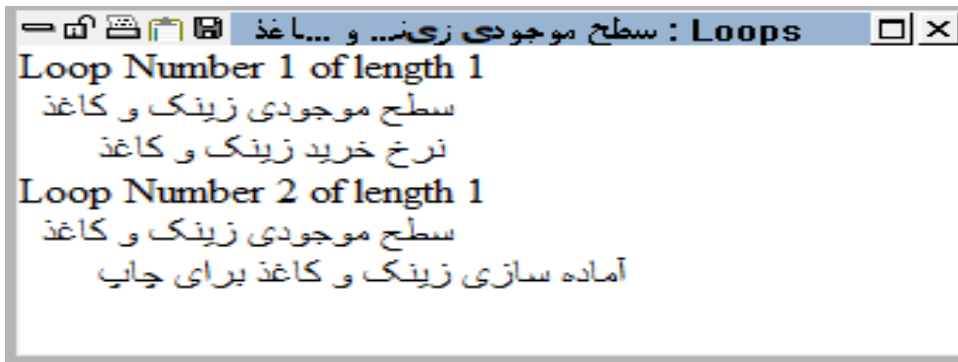 Loops : سطح موجودی زینـ... و ...اغذ
Loop Number 1 of length 1
سطح موجودی زینک و کاغذ
نرخ خرید زینک و کاغذ
Loop Number 2 of length 1
سطح موجودی زینک و کاغذ
آماده سازی زینک و کاغذ برای چاپ